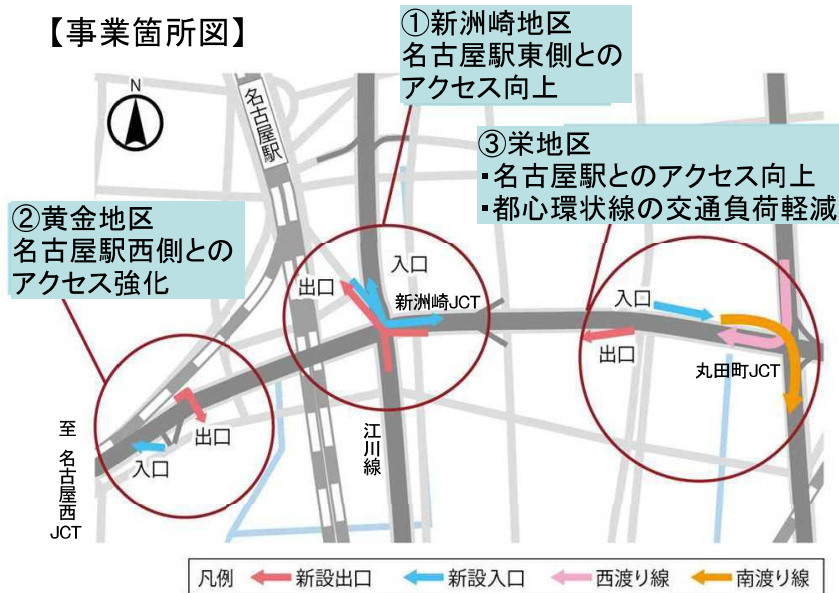 【事業箇所図】
①新洲崎地区
名古屋駅東側との
アクセス向上
N
名古屋駅
③栄地区
・名古屋駅とのアクセス向上
・都心環状線の交通負荷軽減
②黄金地区
名古屋駅西側との
アクセス強化
入口
出口
新洲崎JCT
入口
出口
丸田町JCT
出口
入口
江川線
至 名古屋西JCT
凡例 新設出口 新設入口 西渡り線 南渡り線